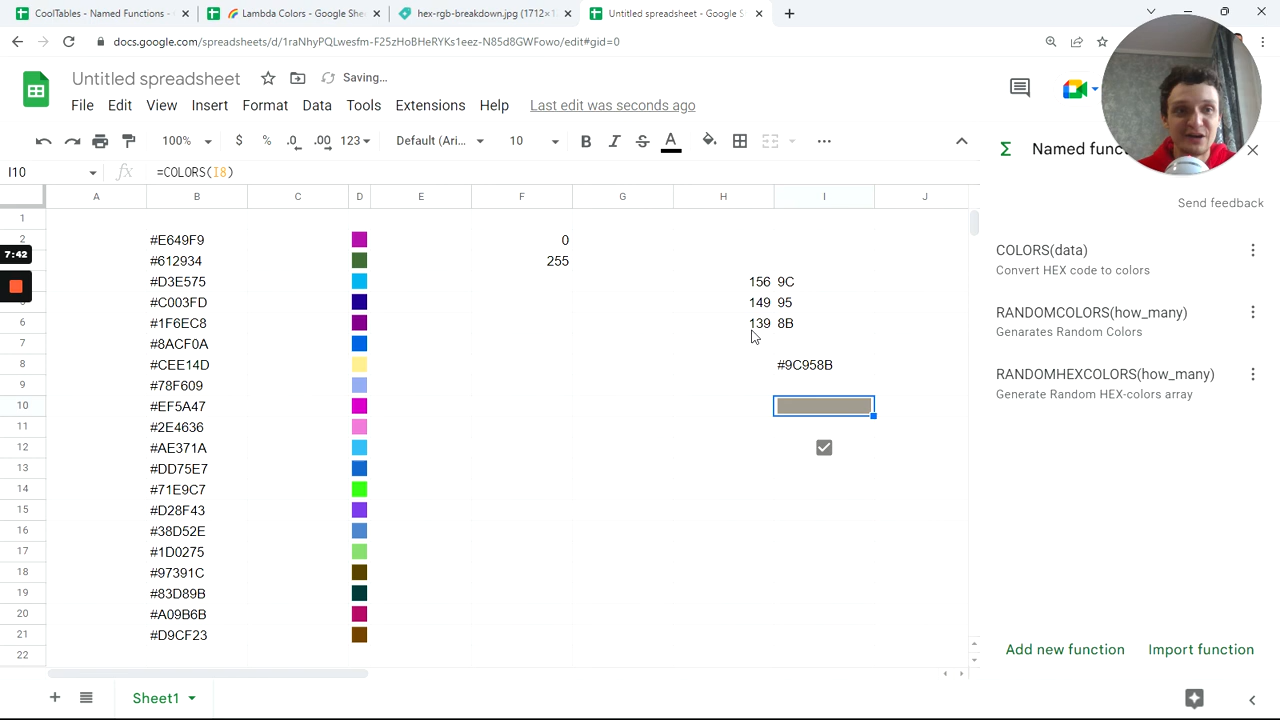 CoolTables - Named Functions -
Lambda Colors - Google She
hex-rgb-breakdown.jpg (1712×1
Untitled spreadsheet - Google S
docs.google.com/spreadsheets/d/1raNhyPQLwesfm-F25zHoBHeRYKs1eez-N85d8GWFowo/edit#gid=0
Untitled spreadsheet
Saving...
File Edit View Insert Format Data Tools Extensions Help Last edit was seconds ago
100% $ % .0 .00 123 Default (Ari... 10 B I S A
I10 fx =COLORS(I8)
A B C D E F G H I J
1
2 #E649F9 0
#612934 255
#D3E575 156 9C
#C003FD 149 95
6 #1F6EC8 139 8B
7 #8ACF0A
8 #CEE14D #9C958B
9 #78F609
10 #EF6A47
11 #2EF636
12 #AE371A
13 #DD75E7
14 #71E9C7
15 #D28F43
16 #38D52E
17 #1D0275
18 #97391C
19 #83D89B
20 #A09B6B
21 #D9CF23
22
7:42
Sheet1
Σ Named func
Send feedback
COLORS(data)
Convert HEX code to colors
RANDOMCOLORS(how_many)
Genarates Random Colors
RANDOMHEXCOLORS(how_many)
Generate Random HEX-colors array
Add new function Import function